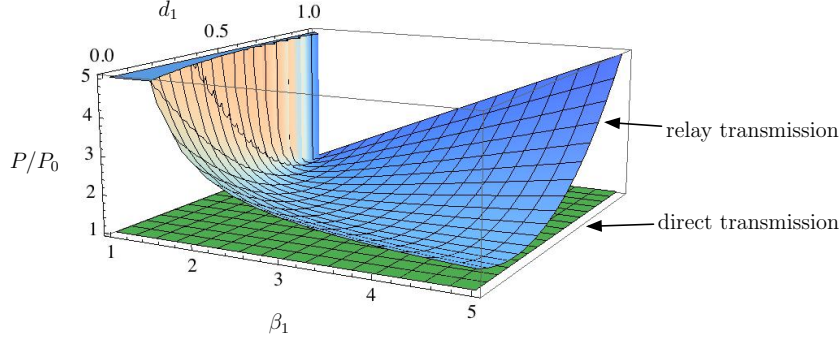 d₁
0.0
0.5
1.0
5
4
3
2
1
P/P₀
1
2
3
4
5
β₁
relay transmission
direct transmission